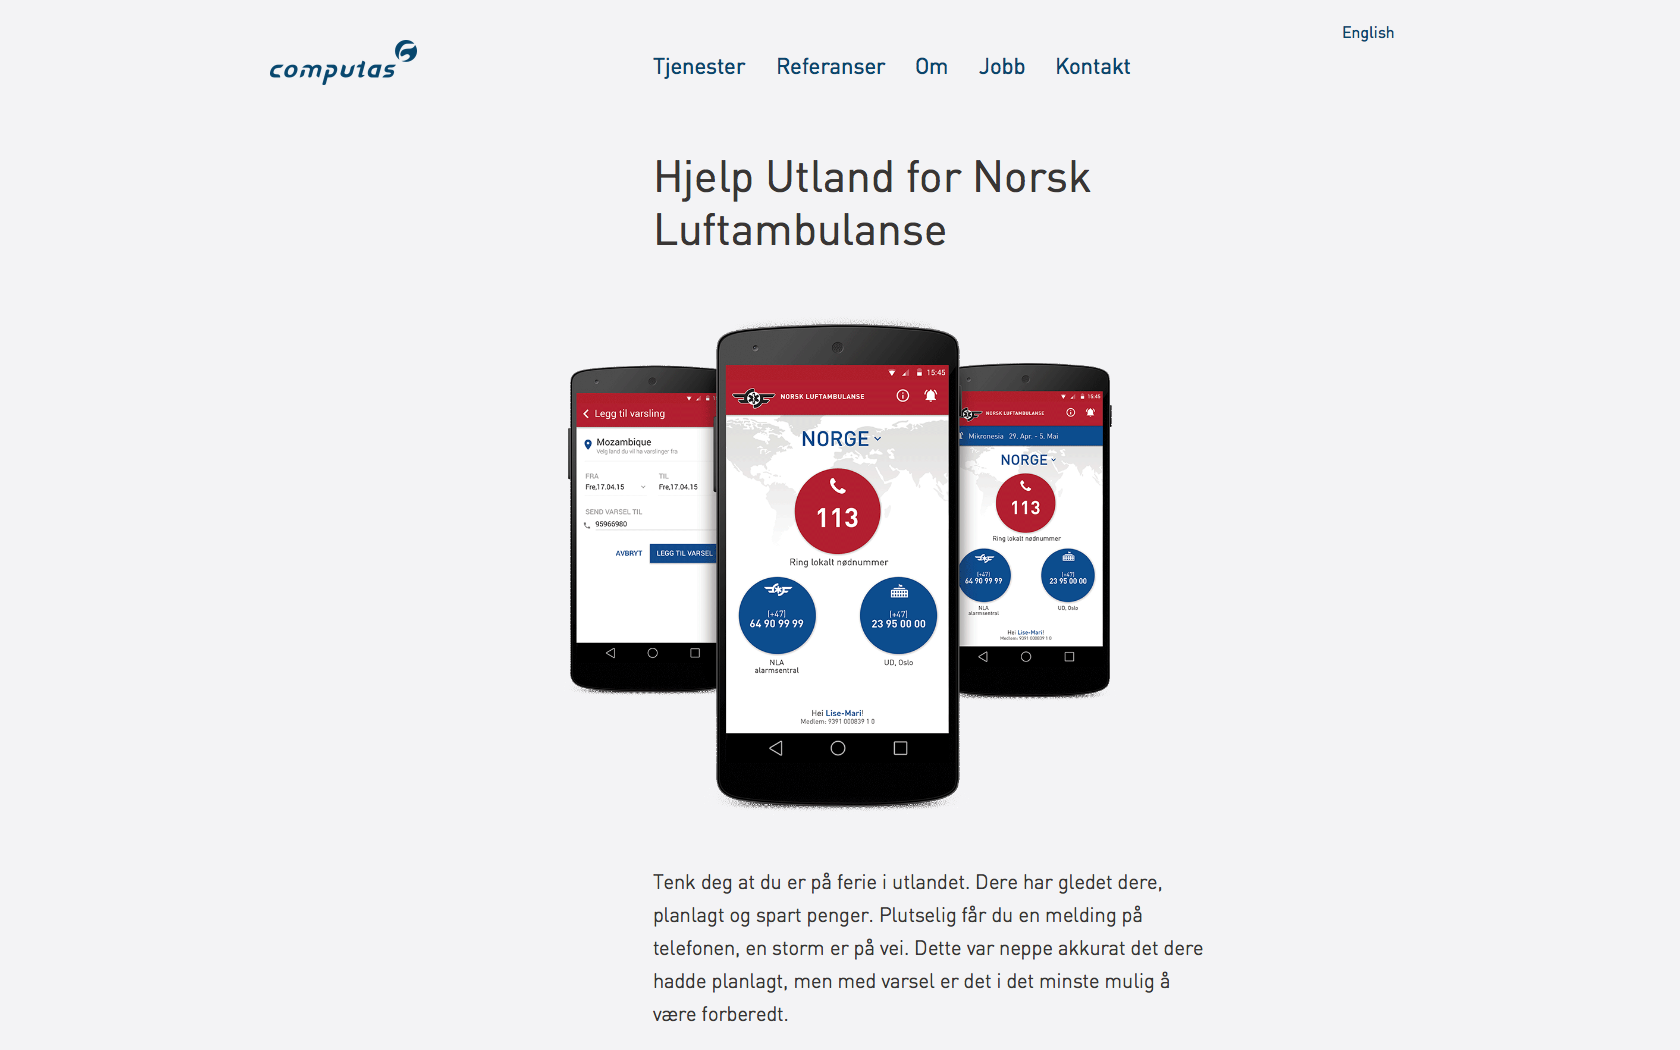 English
computas
Tjenester Referanser Om Jobb Kontakt
Hjelp Utland for Norsk
Luftambulanse
Legg til varsling
Mozambique
Velg land du vil ha varslinger fra
FRA TIL
Fre,17.04.15 Fre,17.04.15
SEND VARSEL TIL
95966980
AVBRYT LEGG TIL VARSEL
15:45
NORSK LUFTAMBULANSE
NORGE
113
Ring lokalt nødnummer
(+47)
64 90 99 99
(+47)
23 95 00 00
NLA
alarmsentral
UD, Oslo
Hei Lise-Mari!
Medlem: 9391 000839 1 0
15:45
NORSK LUFTAMBULANSE
Mikronesia 29. Apr. - 5. Mai
NORGE
113
Ring lokalt nødnummer
(+47)
64 90 99 99
(+47)
23 95 00 00
NLA
alarmsentral
UD, Oslo
Hei Lise-Mari!
Medlem: 9391 000839 1 0
Tenk deg at du er på ferie i utlandet. Dere har gledet dere,
planlagt og spart penger. Plutselig får du en melding på
telefonen, en storm er på vei. Dette var neppe akkurat det dere
hadde planlagt, men med varsel er det i det minste mulig å
være forberedt.